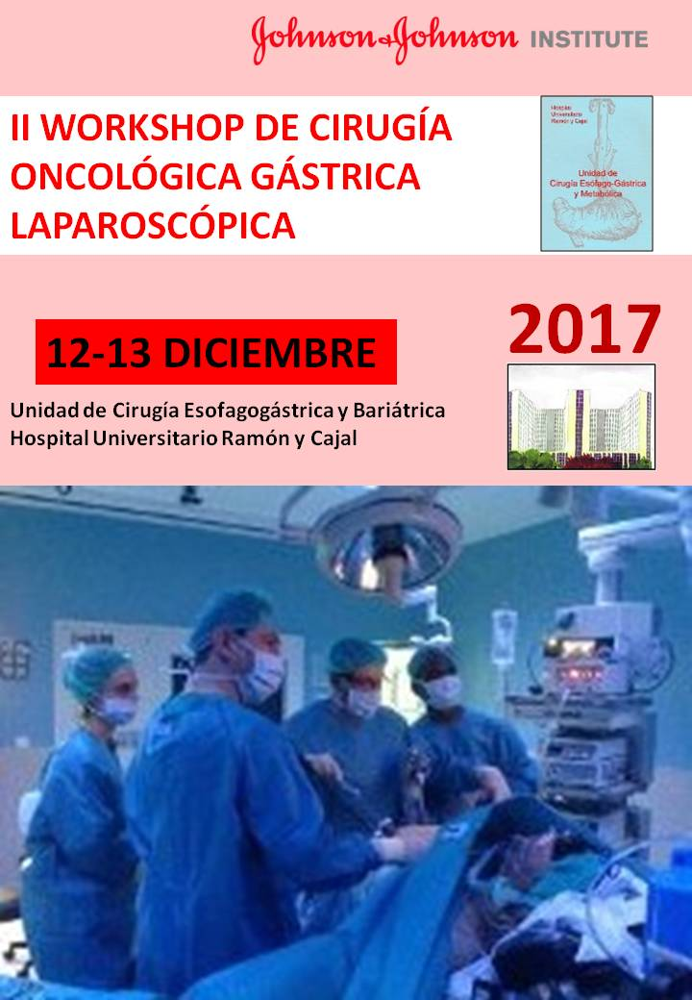 Johnson & Johnson INSTITUTE
II WORKSHOP DE CIRUGÍA
ONCOLÓGICA GÁSTRICA
LAPAROSCÓPICA
Hospital
Universitario
Ramón y Cajal
Unidad de
Cirugía Esófago-Gástrica
y Metabólica
2017
12-13 DICIEMBRE
Unidad de Cirugía Esofagogástrica y Bariátrica
Hospital Universitario Ramón y Cajal